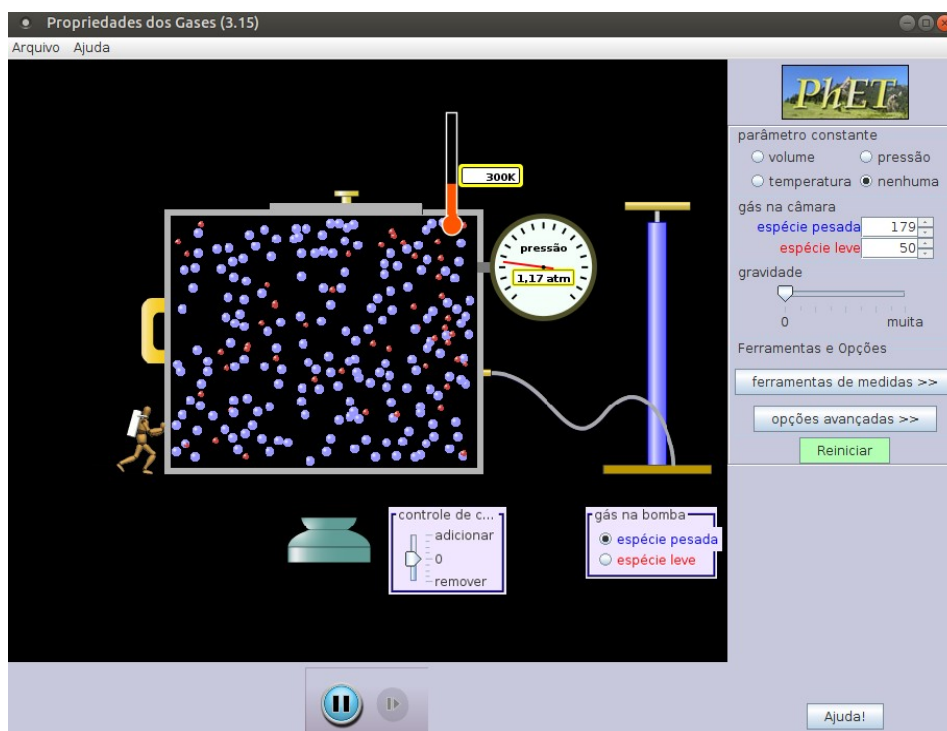 Propriedades dos Gases (3.15)
Arquivo Ajuda
PhET
parâmetro constante
volume pressão
temperatura nenhuma
gás na câmara
espécie pesada 179
espécie leve 50
gravidade
0 muita
Ferramentas e Opções
ferramentas de medidas >>
opções avançadas >>
Reiniciar
300K
pressão
1,17 atm
controle de c...
adicionar
0
remover
gás na bomba
espécie pesada
espécie leve
Ajuda!